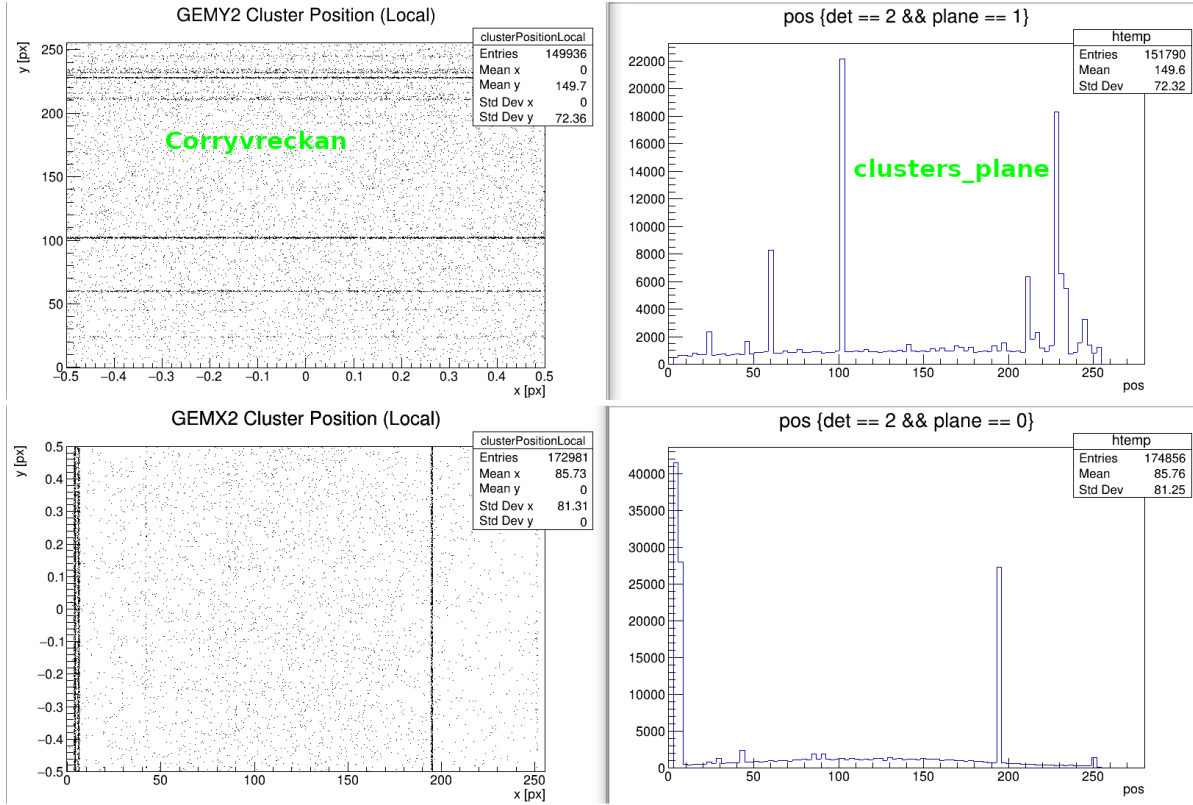 GEMY2 Cluster Position (Local)
y [px]
clusterPositionLocal
Entries 149936
Mean x 0
Mean y 149.7
Std Dev x 0
Std Dev y 72.36
250
200
150
100
50
0
Corryvreckan
−0.5 −0.4 −0.3 −0.2 −0.1 0 0.1 0.2 0.3 0.4 0.5
x [px]
pos {det == 2 && plane == 1}
htemp
Entries 151790
Mean 149.6
Std Dev 72.32
22000
20000
18000
16000
14000
12000
10000
8000
6000
4000
2000
0
clusters_plane
0 50 100 150 200 250
pos
GEMX2 Cluster Position (Local)
y [px]
clusterPositionLocal
Entries 172981
Mean x 85.73
Mean y 0
Std Dev x 81.31
Std Dev y 0
0.5
0.4
0.3
0.2
0.1
0
−0.1
−0.2
−0.3
−0.4
−0.5
0 50 100 150 200 250
x [px]
pos {det == 2 && plane == 0}
htemp
Entries 174856
Mean 85.76
Std Dev 81.25
40000
35000
30000
25000
20000
15000
10000
5000
0
0 50 100 150 200 250
pos